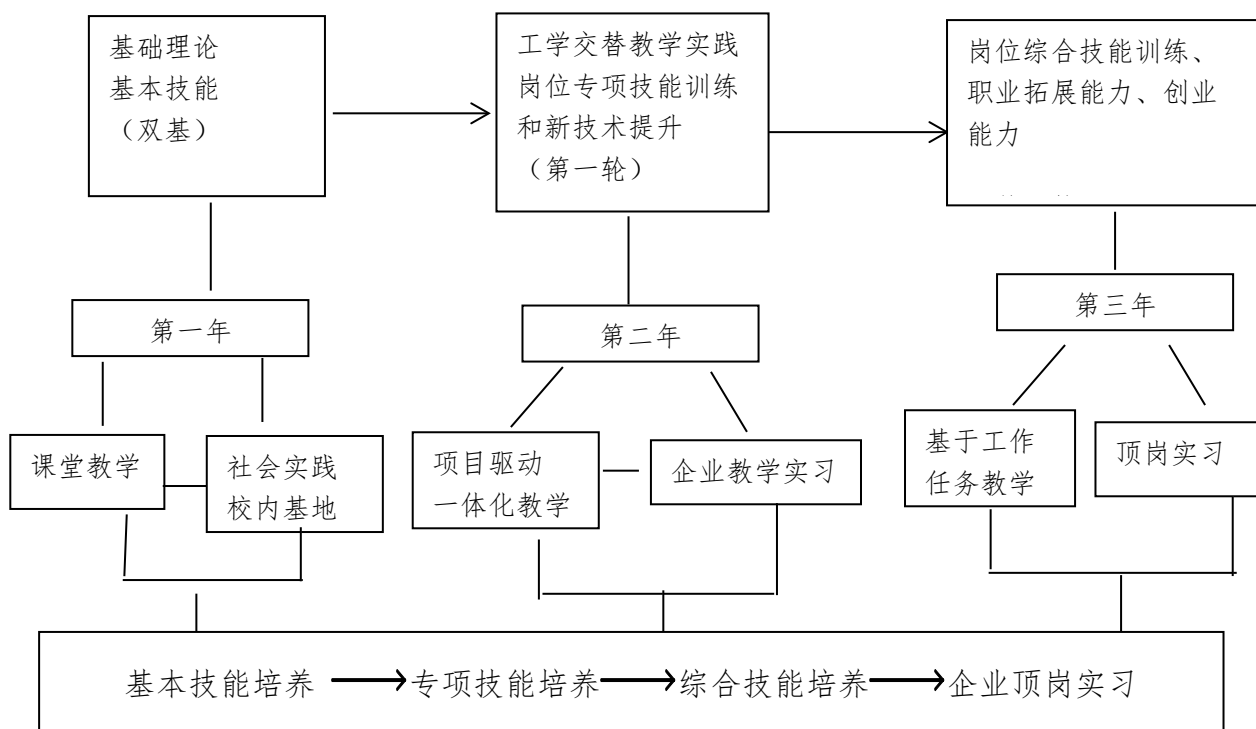 基础理论
基本技能
（双基）
工学交替教学实践
岗位专项技能训练
和新技术提升
（第一轮）
岗位综合技能训练、
职业拓展能力、创业
能力
第一年
第二年
第三年
课堂教学
社会实践
校内基地
项目驱动
一体化教学
企业教学实习
基于工作
任务教学
顶岗实习
基本技能培养 → 专项技能培养 → 综合技能培养 → 企业顶岗实习